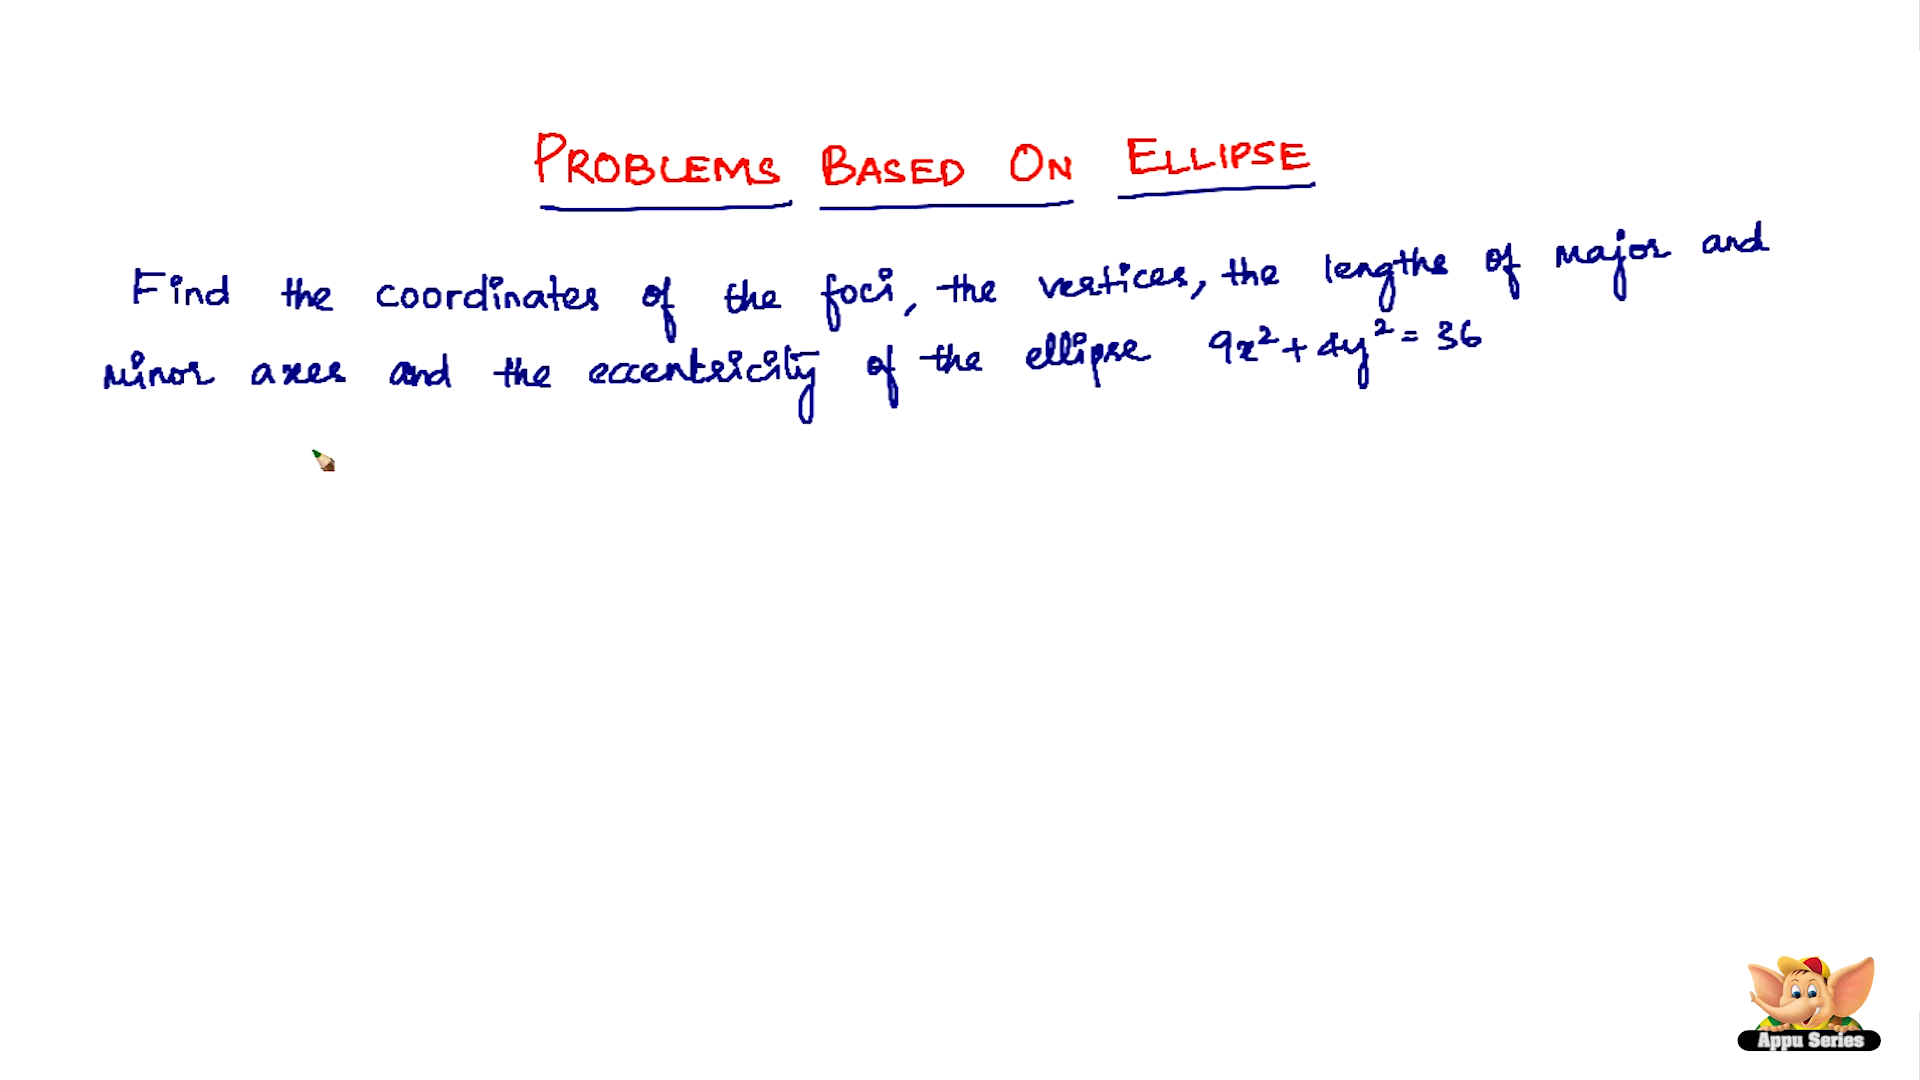 PROBLEMS BASED ON ELLIPSE
Find the coordinates of the foci, the vertices, the lengths of major and
minor axes and the eccentricity of the ellipse 9x²+4y²=36
Appu Series